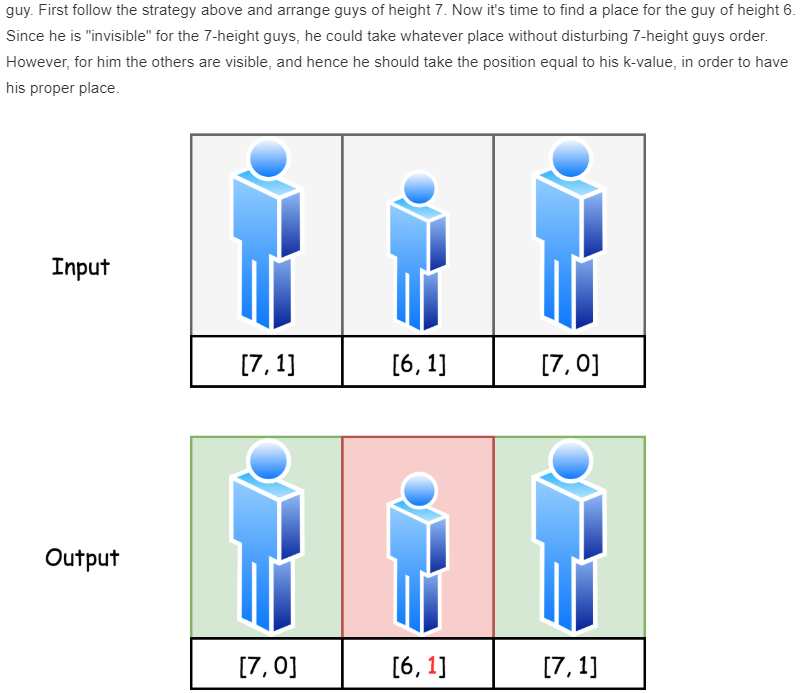 guy. First follow the strategy above and arrange guys of height 7. Now it's time to find a place for the guy of height 6.
Since he is "invisible" for the 7-height guys, he could take whatever place without disturbing 7-height guys order.
However, for him the others are visible, and hence he should take the position equal to his k-value, in order to have
his proper place.
Input
[7, 1] [6, 1] [7, 0]
Output
[7, 0] [6, 1] [7, 1]